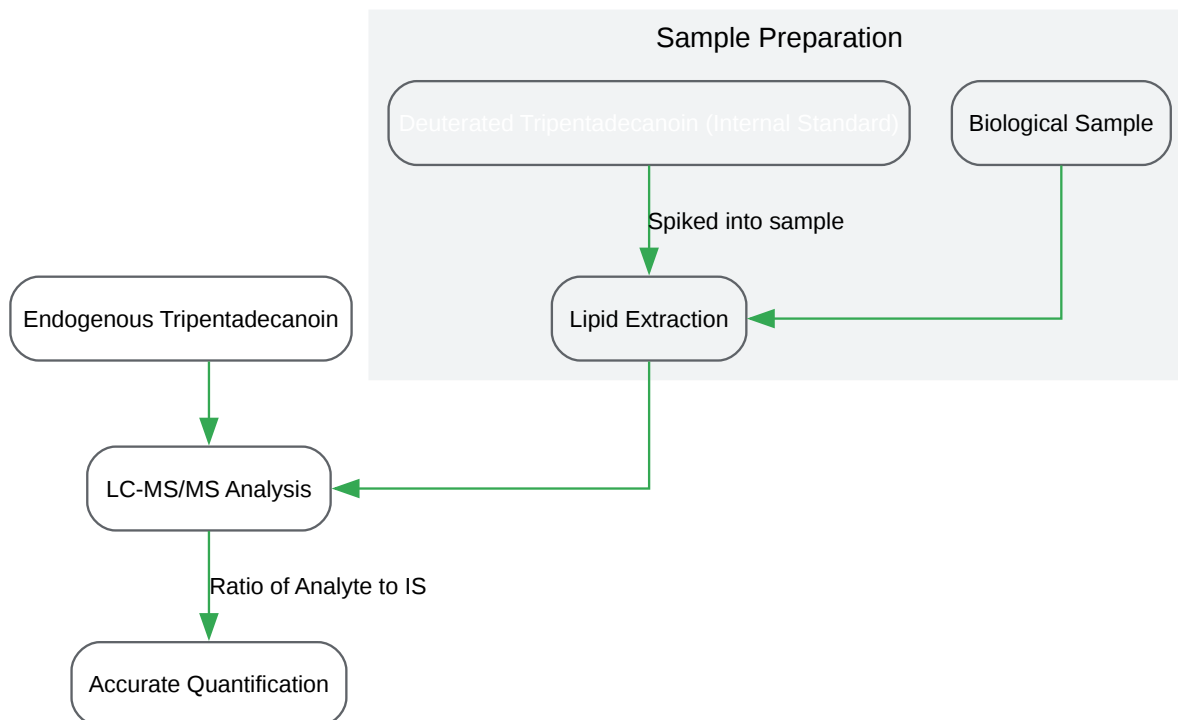 Sample Preparation
Deuterated Tripentadecanoin (Internal Standard)
Biological Sample
Spiked into sample
Endogenous Tripentadecanoin
Lipid Extraction
LC-MS/MS Analysis
Ratio of Analyte to IS
Accurate Quantification